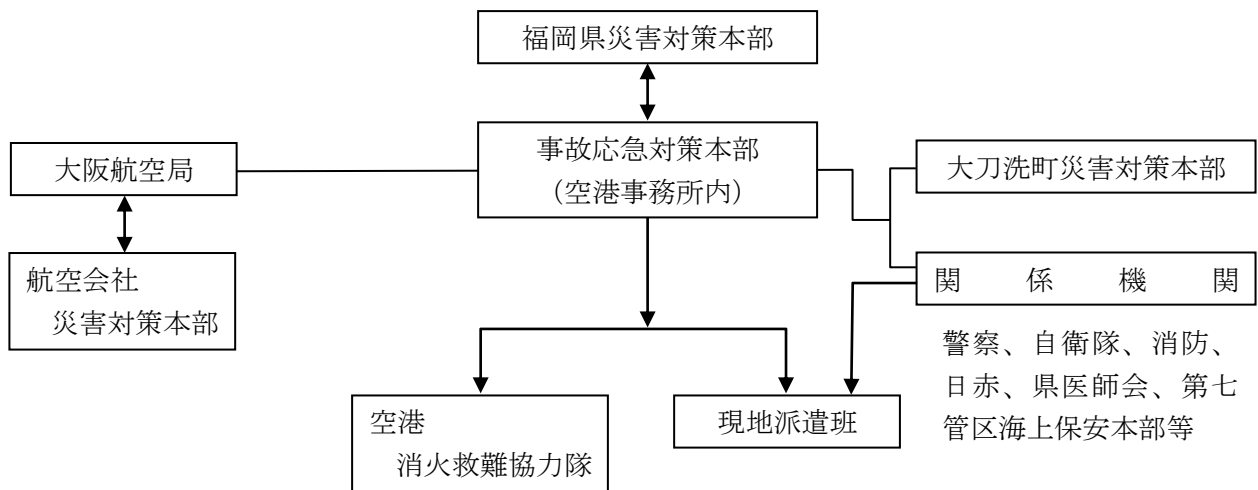 福岡県災害対策本部
事故応急対策本部
（空港事務所内）
大阪航空局
大刀洗町災害対策本部
航空会社
災害対策本部
関係機関
警察、自衛隊、消防、
日赤、県医師会、第七
管区海上保安本部等
空港
消火救難協力隊
現地派遣班